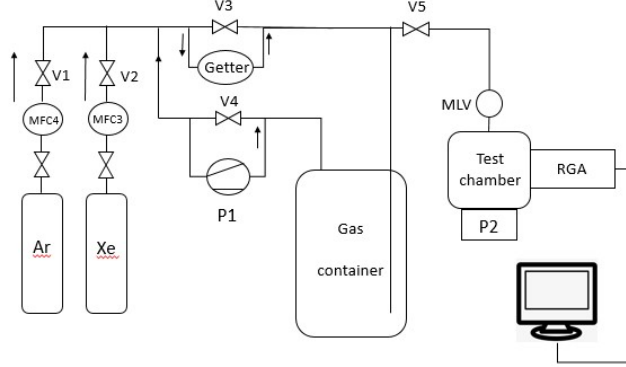 V3
V5
V1
V2
Getter
MFC4
MFC3
V4
MLV
Test
chamber
RGA
P1
P2
Ar
Xe
Gas
container